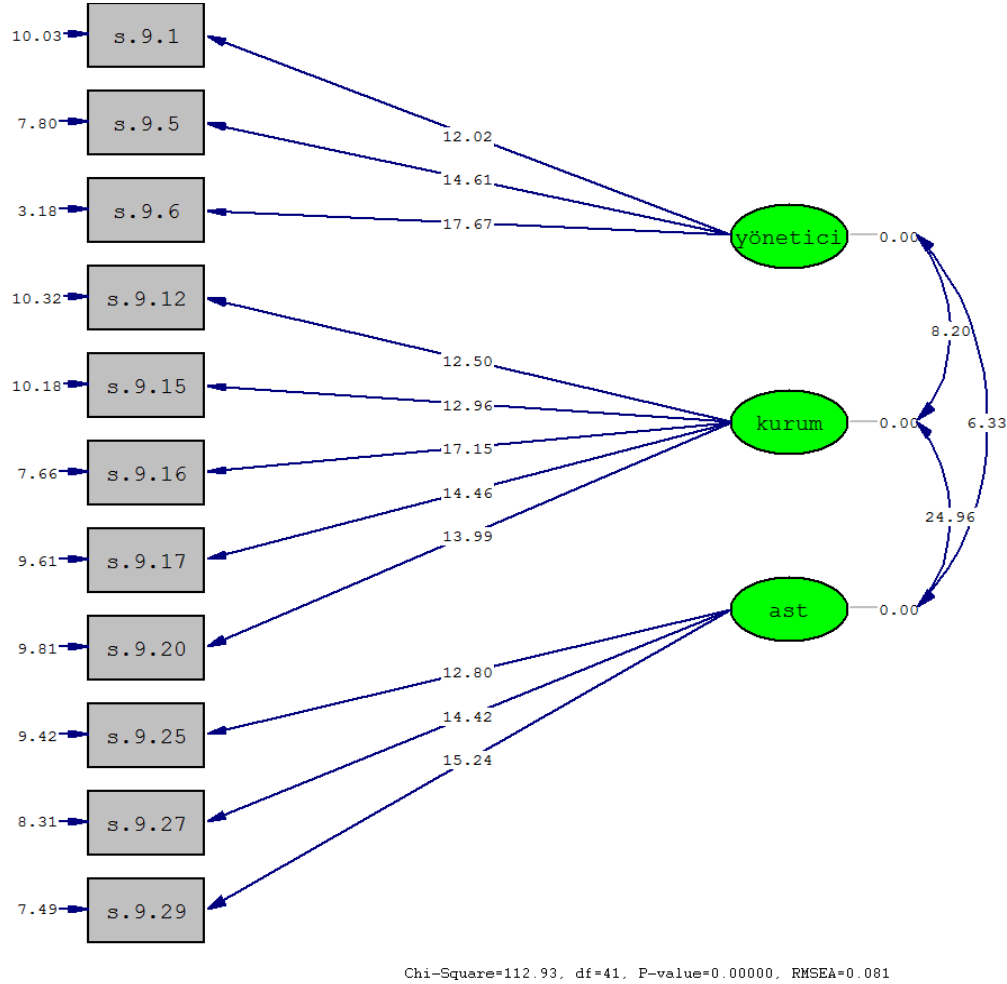 10.03 s.9.1
7.80 s.9.5
3.18 s.9.6
10.32 s.9.12
10.18 s.9.15
7.66 s.9.16
9.61 s.9.17
9.81 s.9.20
9.42 s.9.25
8.31 s.9.27
7.49 s.9.29
12.02
14.61
17.67
12.50
12.96
17.15
14.46
13.99
12.80
14.42
15.24
yönetici 0.00
kurum 0.00
ast 0.00
8.20
6.33
24.96
Chi-Square=112.93, df=41, P-value=0.00000, RMSEA=0.081